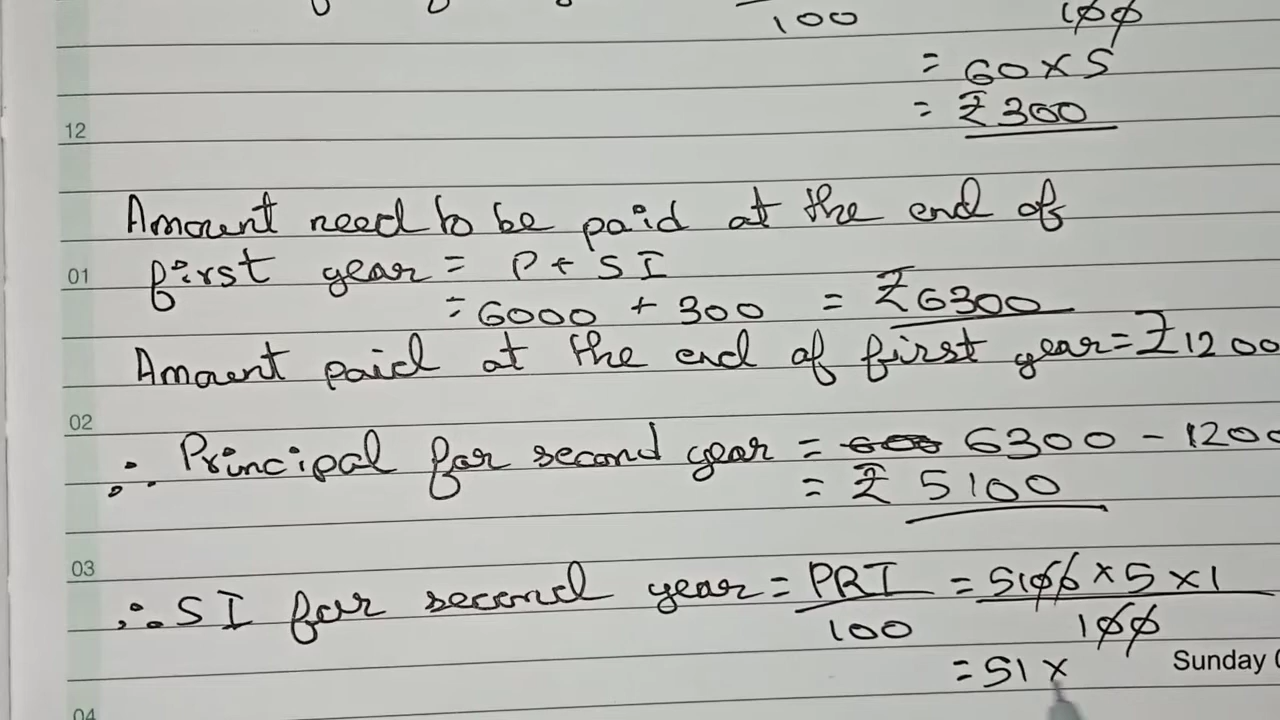 100 100
= 60 x 5
= ₹300
12
Amount need to be paid at the end of
01 first year = P + SI
= 6000 + 300 = ₹6300
Amount paid at the end of first year = ₹1200
02
∴ Principal for second year = 6300 - 1200
= ₹ 5100
03
∴ SI for second year = PRT/100 = 5100 x 5 x 1/100
= 51 x
Sunday
04